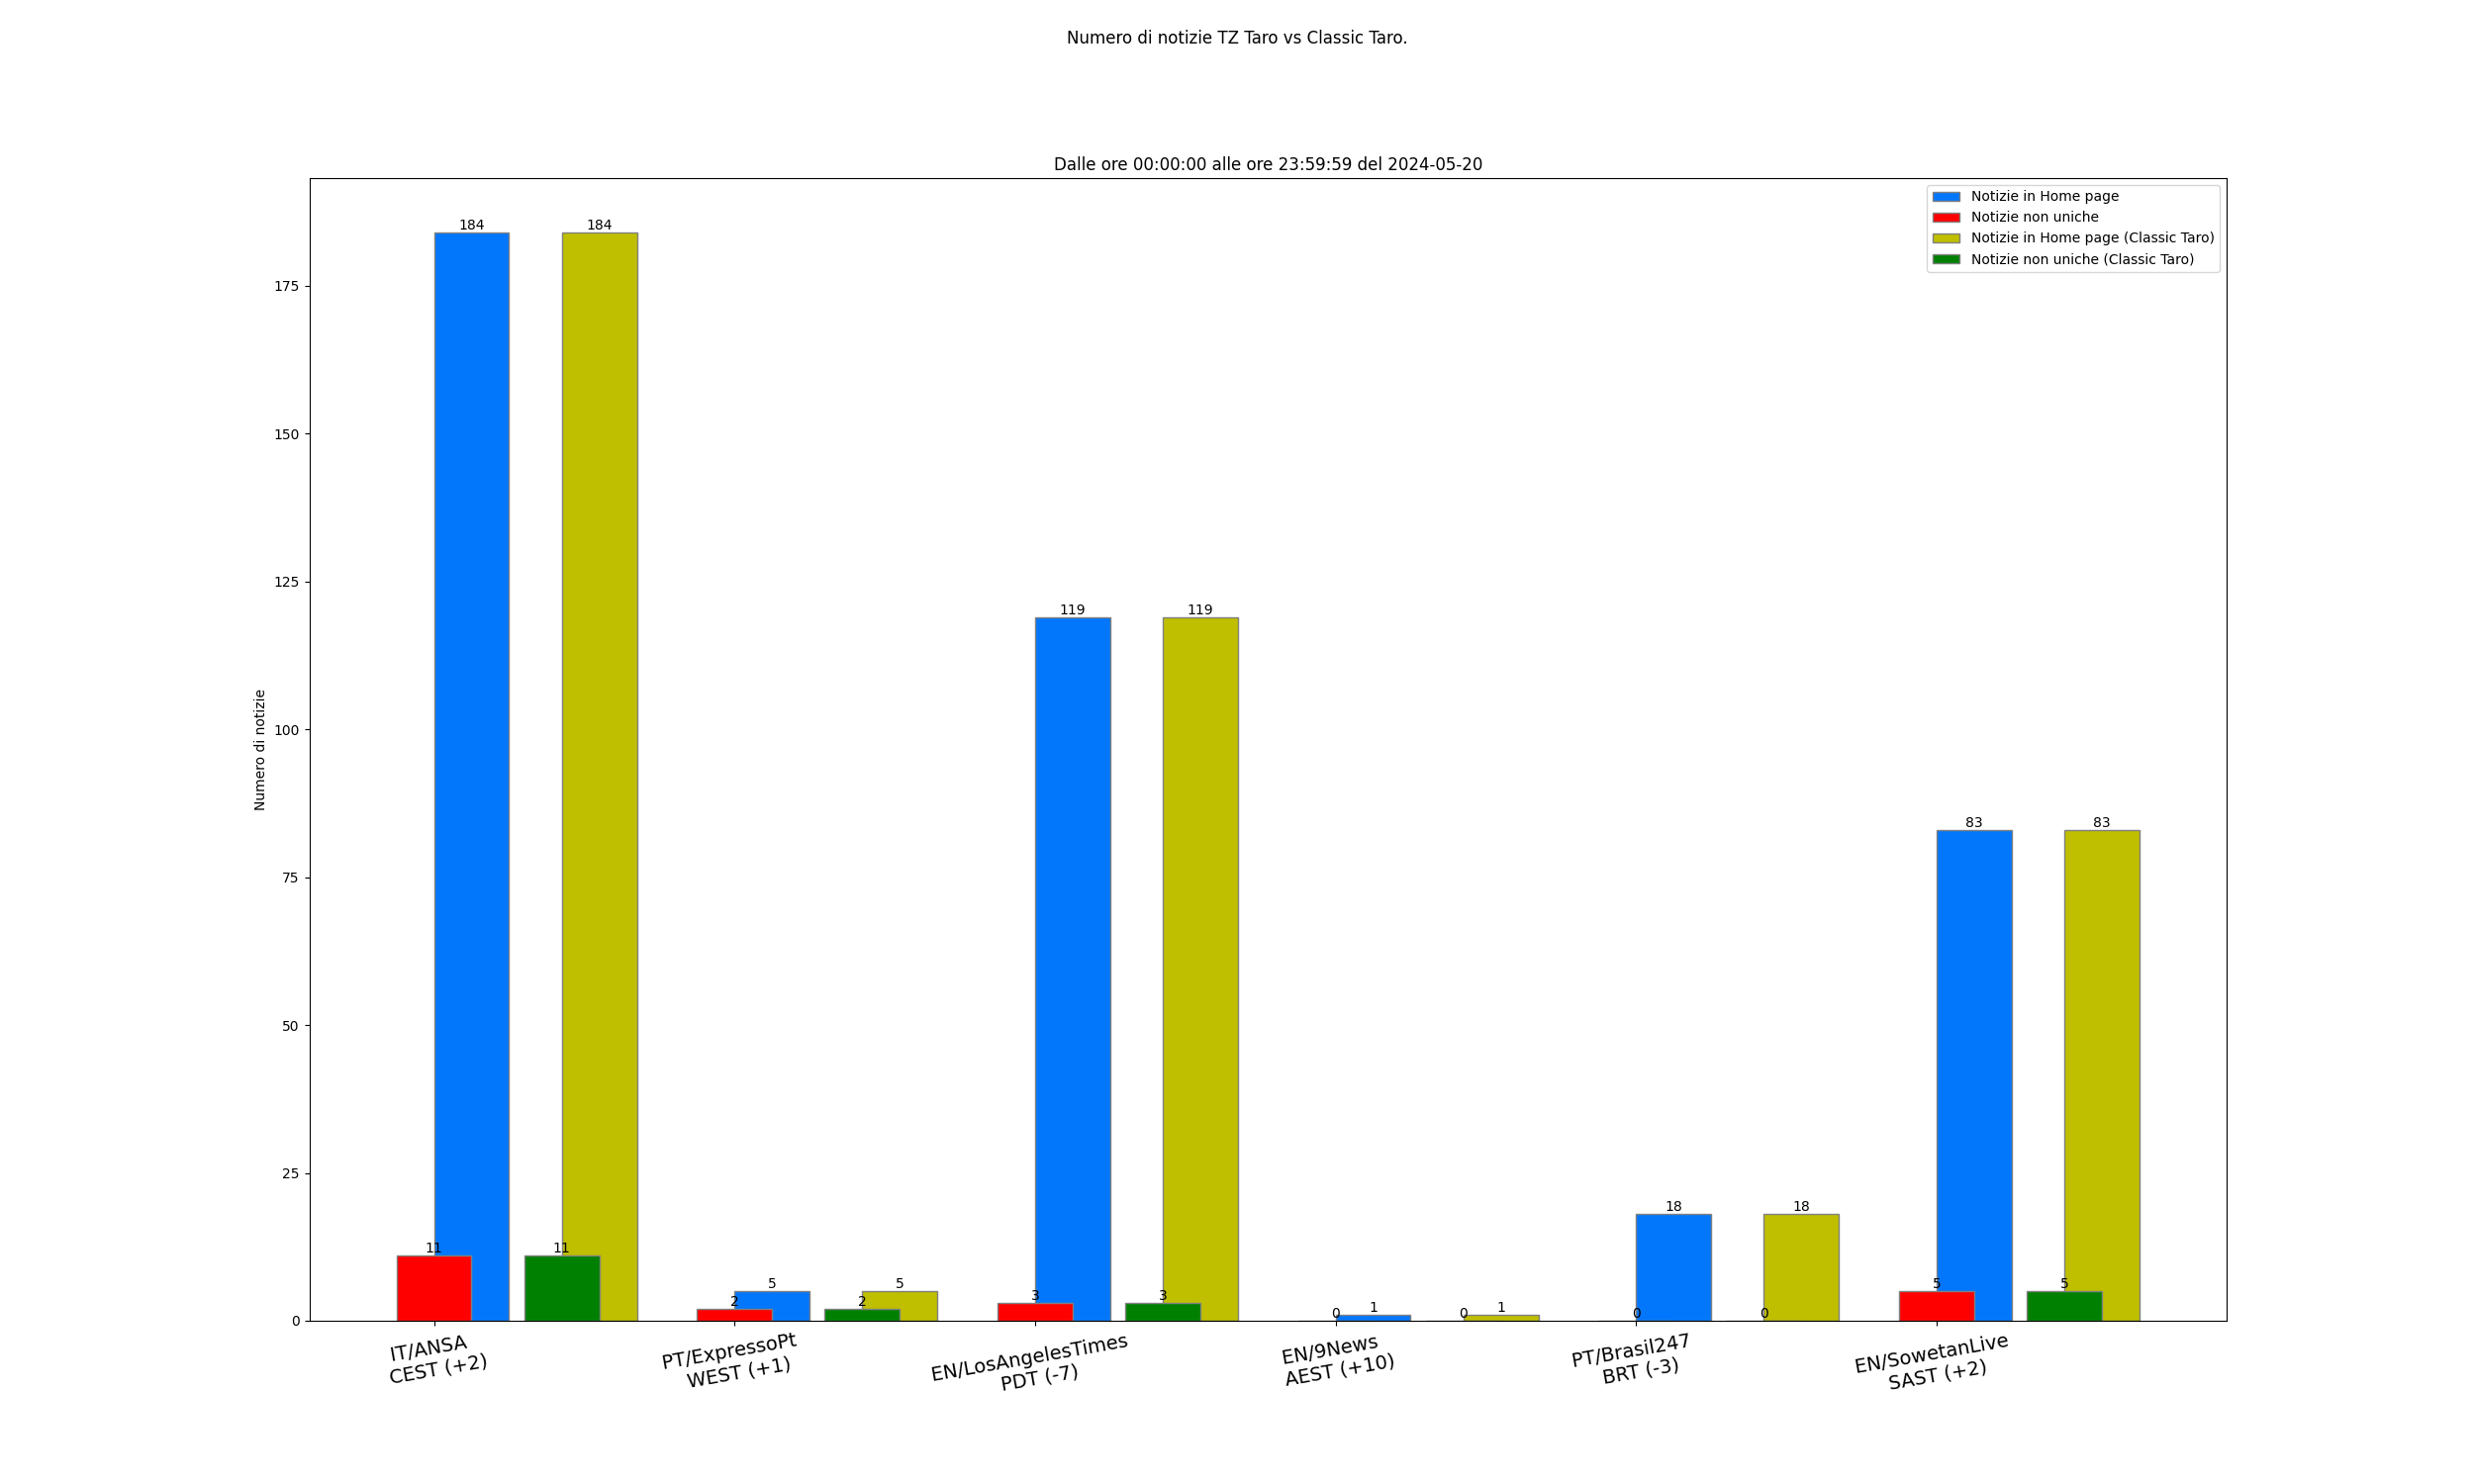 Numero di notizie TZ Taro vs Classic Taro.
Dalle ore 00:00:00 alle ore 23:59:59 del 2024-05-20
Notizie in Home page
Notizie non uniche
Notizie in Home page (Classic Taro)
Notizie non uniche (Classic Taro)
Numero di notizie
175
150
125
100
75
50
25
0
184
184
11
11
5
5
2
2
119
119
3
3
0
1
0
1
18
18
0
0
83
83
5
5
IT/ANSA
CEST (+2)
PT/ExpressoPt
WEST (+1)
EN/LosAngelesTimes
PDT (-7)
EN/9News
AEST (+10)
PT/Brasil247
BRT (-3)
EN/SowetanLive
SAST (+2)